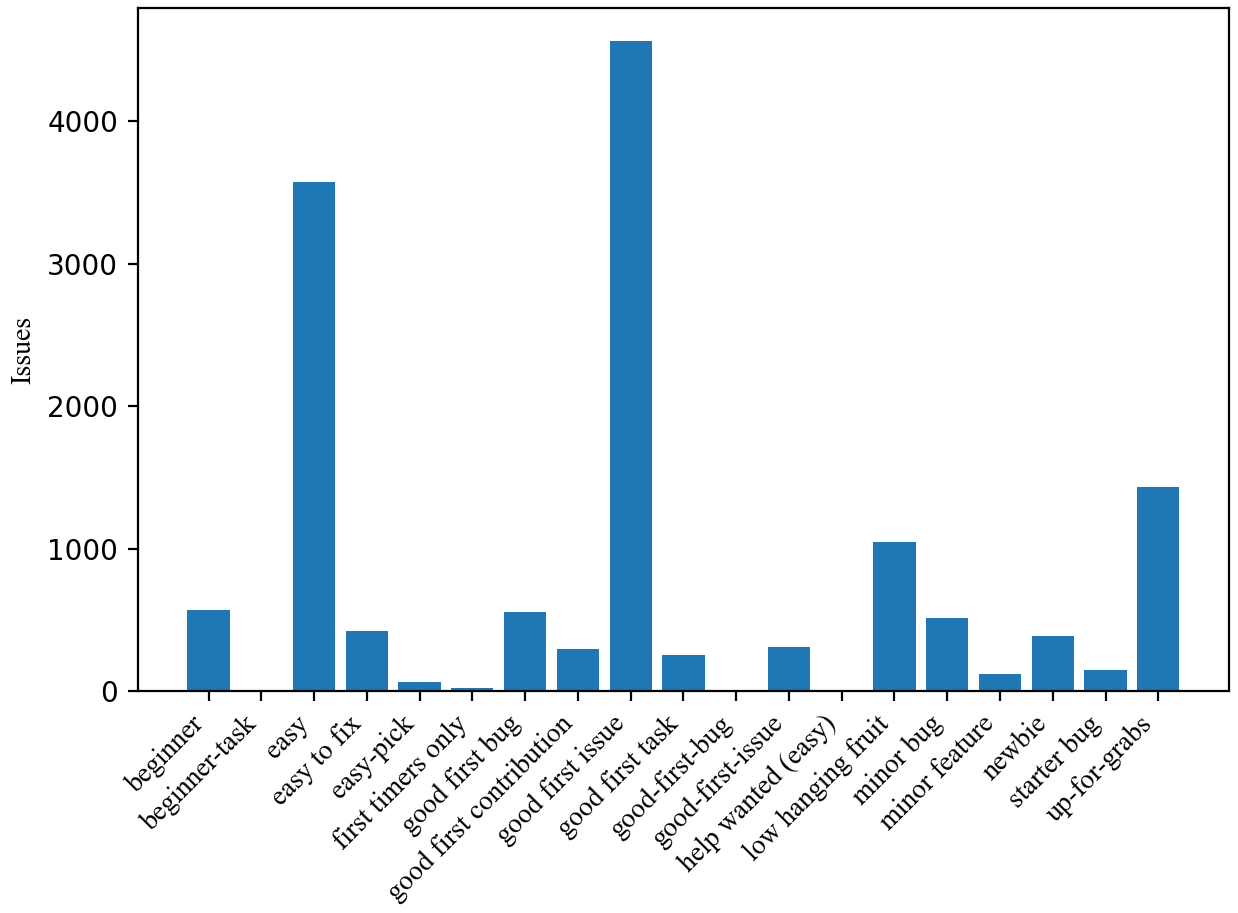 Issues
4000
3000
2000
1000
0
beginner
beginner-task
easy
easy to fix
easy-pick
first timers only
good first bug
good first contribution
good first issue
good first task
good-first-bug
good-first-issue
help wanted (easy)
low hanging fruit
minor bug
minor feature
newbie
starter bug
up-for-grabs